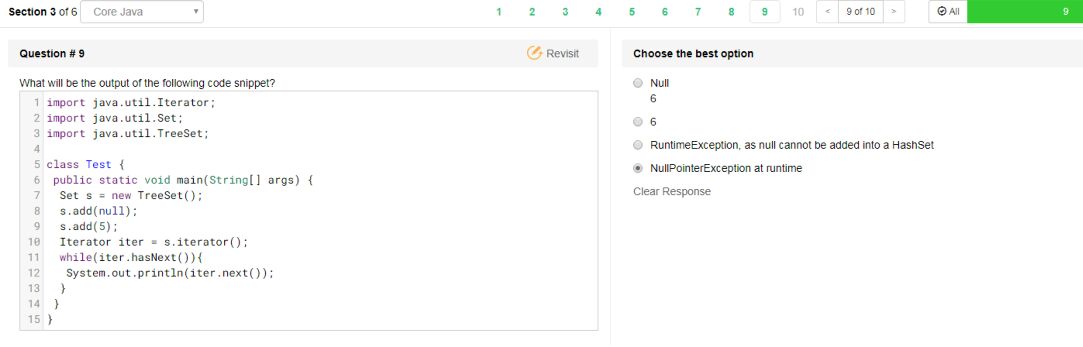 Section 3 of 6 Core Java 1 2 3 4 5 6 7 8 9 10 < 9 of 10 > All 9
Question # 9 Revisit
What will be the output of the following code snippet?
1 import java.util.Iterator;
2 import java.util.Set;
3 import java.util.TreeSet;
4
5 class Test {
6 public static void main(String[] args) {
7 Set s = new TreeSet();
8 s.add(null);
9 s.add(5);
10 Iterator iter = s.iterator();
11 while(iter.hasNext()){
12 System.out.println(iter.next());
13 }
14 }
15 }
Choose the best option
Null
6
6
RuntimeException, as null cannot be added into a HashSet
NullPointerException at runtime
Clear Response